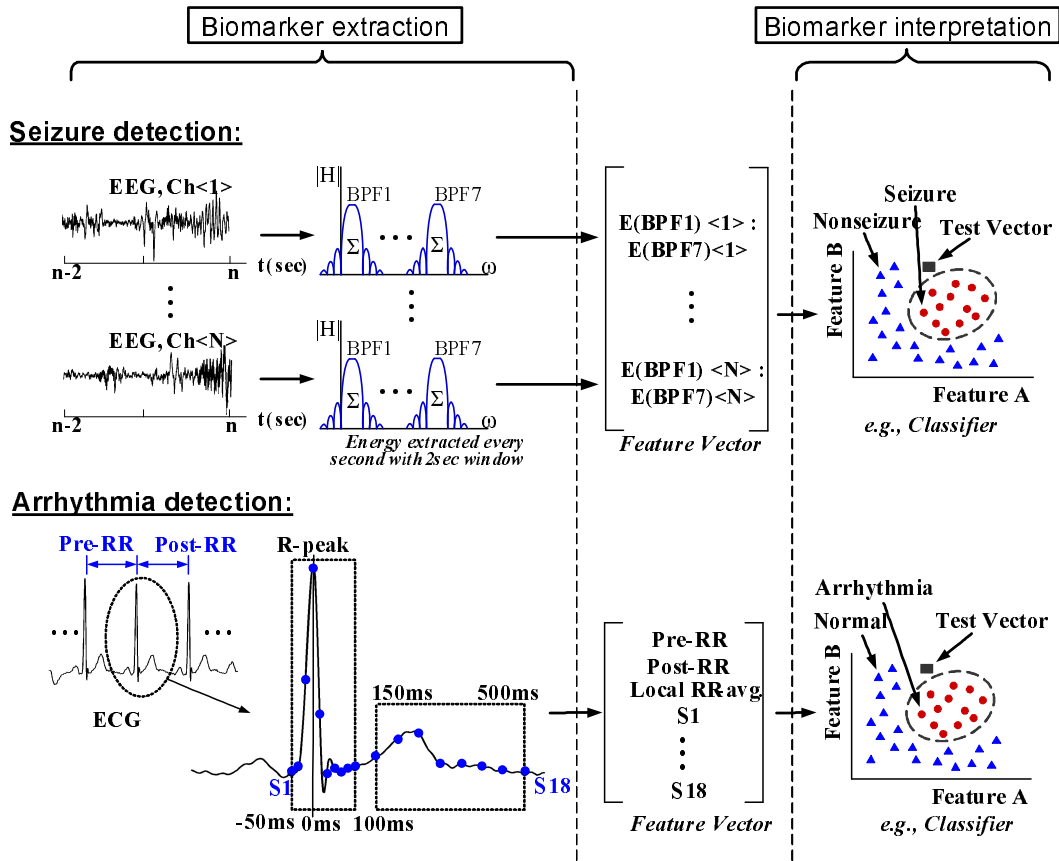 Biomarker extraction
Biomarker interpretation
Seizure detection:
EEG, Ch<1>
n-2
n
t(sec)
|H|
BPF1
BPF7
Σ
Σ
ω
E(BPF1) <1> :
E(BPF7)<1>
EEG, Ch<N>
n-2
n
t(sec)
|H|
BPF1
BPF7
Σ
Σ
ω
Energy extracted every
second with 2sec window
E(BPF1) <N> :
E(BPF7)<N>
Feature Vector
Seizure
Nonseizure
Test Vector
Feature B
Feature A
e.g., Classifier
Arrhythmia detection:
Pre-RR
Post-RR
ECG
R-peak
150ms
500ms
S1
S18
-50ms
0ms
100ms
Pre-RR
Post-RR
Local RR-avg.
S1
S18
Feature Vector
Arrhythmia
Normal
Test Vector
Feature B
Feature A
e.g., Classifier